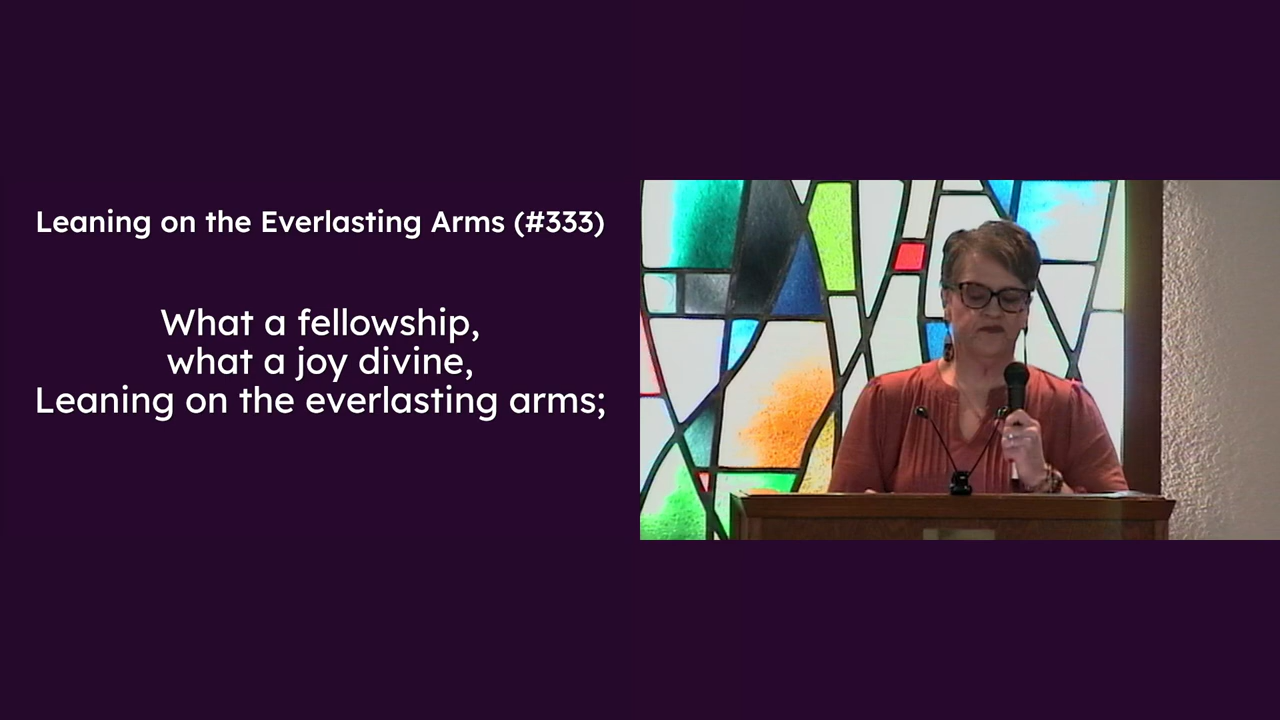 Leaning on the Everlasting Arms (#333)
What a fellowship,
what a joy divine,
Leaning on the everlasting arms;